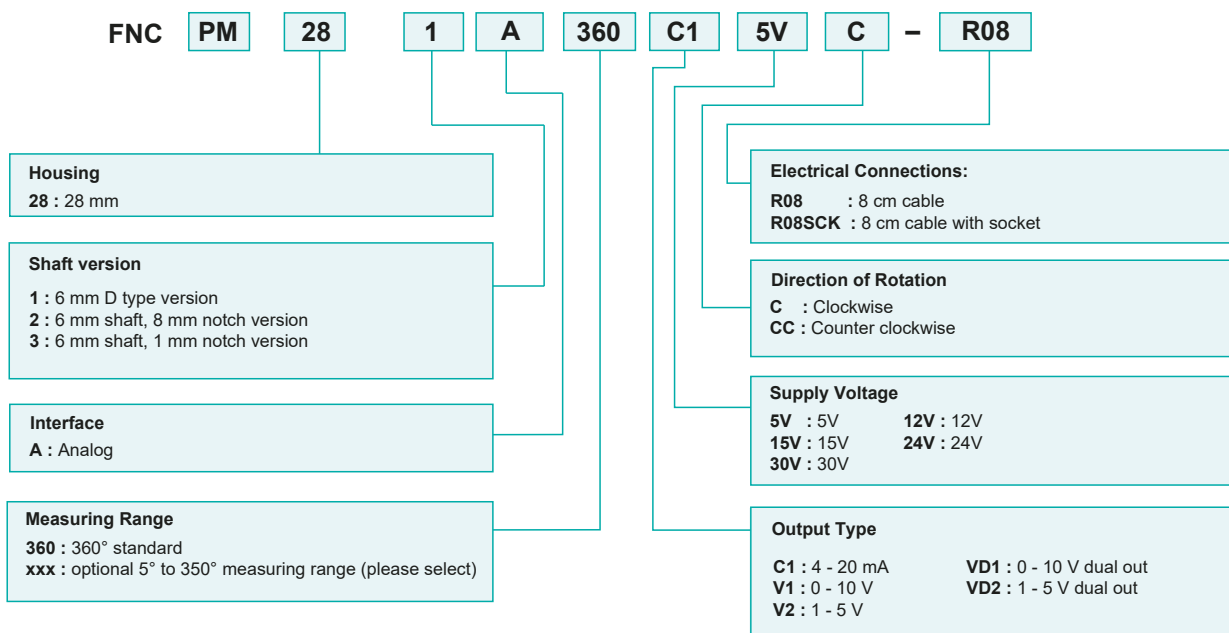 FNC PM 28 1 A 360 C1 5V C – R08
Housing
28 : 28 mm
Shaft version
1 : 6 mm D type version
2 : 6 mm shaft, 8 mm notch version
3 : 6 mm shaft, 1 mm notch version
Interface
A : Analog
Measuring Range
360 : 360° standard
xxx : optional 5° to 350° measuring range (please select)
Electrical Connections:
R08 : 8 cm cable
R08SCK : 8 cm cable with socket
Direction of Rotation
C : Clockwise
CC : Counter clockwise
Supply Voltage
5V : 5V 12V : 12V
15V : 15V 24V : 24V
30V : 30V
Output Type
C1 : 4 - 20 mA VD1 : 0 - 10 V dual out
V1 : 0 - 10 V VD2 : 1 - 5 V dual out
V2 : 1 - 5 V